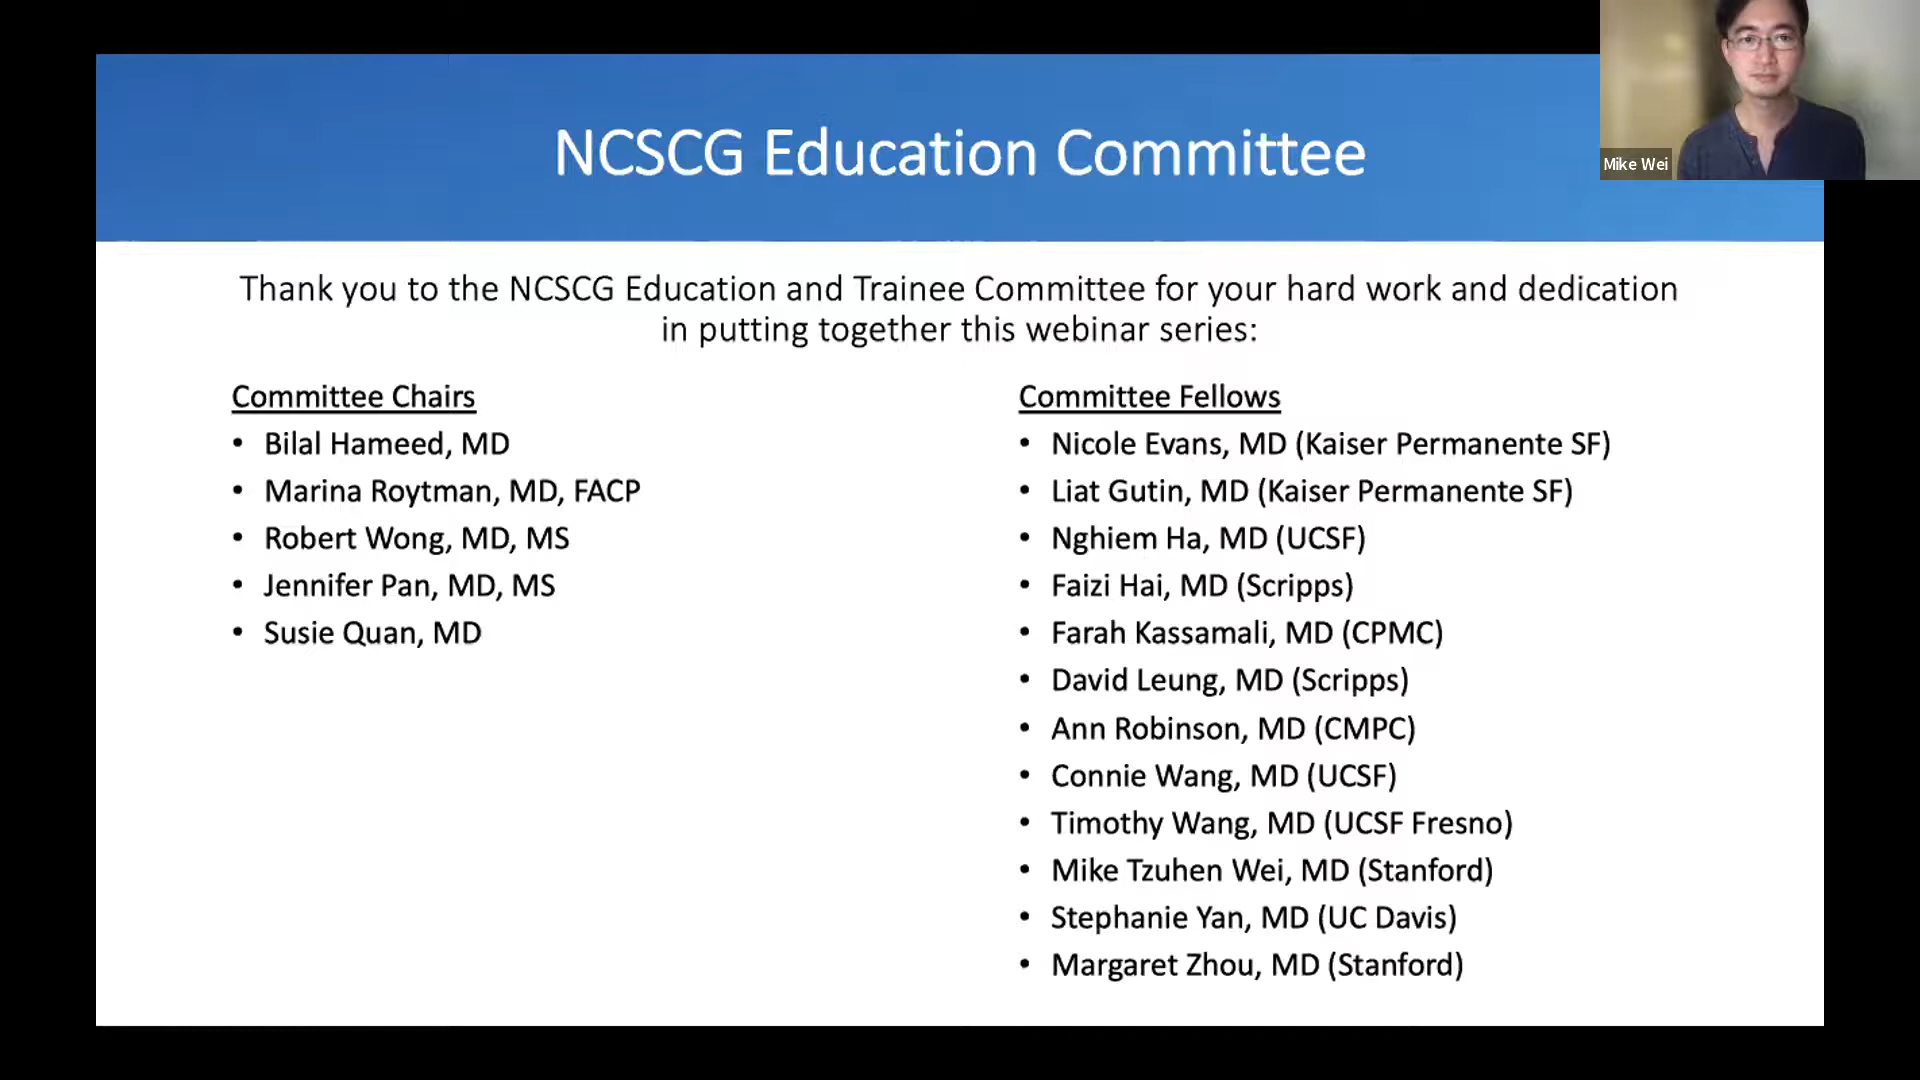 NCSCG Education Committee
Mike Wei
Thank you to the NCSCG Education and Trainee Committee for your hard work and dedication
in putting together this webinar series:
Committee Chairs
• Bilal Hameed, MD
• Marina Roytman, MD, FACP
• Robert Wong, MD, MS
• Jennifer Pan, MD, MS
• Susie Quan, MD
Committee Fellows
• Nicole Evans, MD (Kaiser Permanente SF)
• Liat Gutin, MD (Kaiser Permanente SF)
• Nghiem Ha, MD (UCSF)
• Faizi Hai, MD (Scripps)
• Farah Kassamali, MD (CPMC)
• David Leung, MD (Scripps)
• Ann Robinson, MD (CMPC)
• Connie Wang, MD (UCSF)
• Timothy Wang, MD (UCSF Fresno)
• Mike Tzuhen Wei, MD (Stanford)
• Stephanie Yan, MD (UC Davis)
• Margaret Zhou, MD (Stanford)